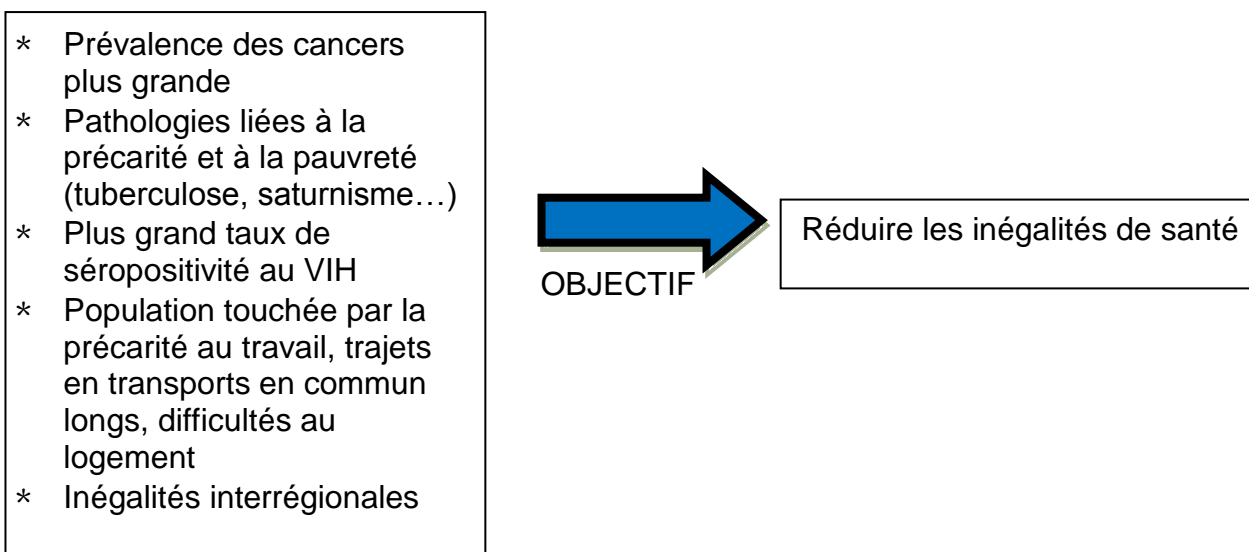 * Prévalence des cancers
plus grande
* Pathologies liées à la
précarité et à la pauvreté
(tuberculose, saturnisme…)
* Plus grand taux de
séropositivité au VIH
* Population touchée par la
précarité au travail, trajets
en transports en commun
longs, difficultés au
logement
* Inégalités interrégionales
OBJECTIF
Réduire les inégalités de santé